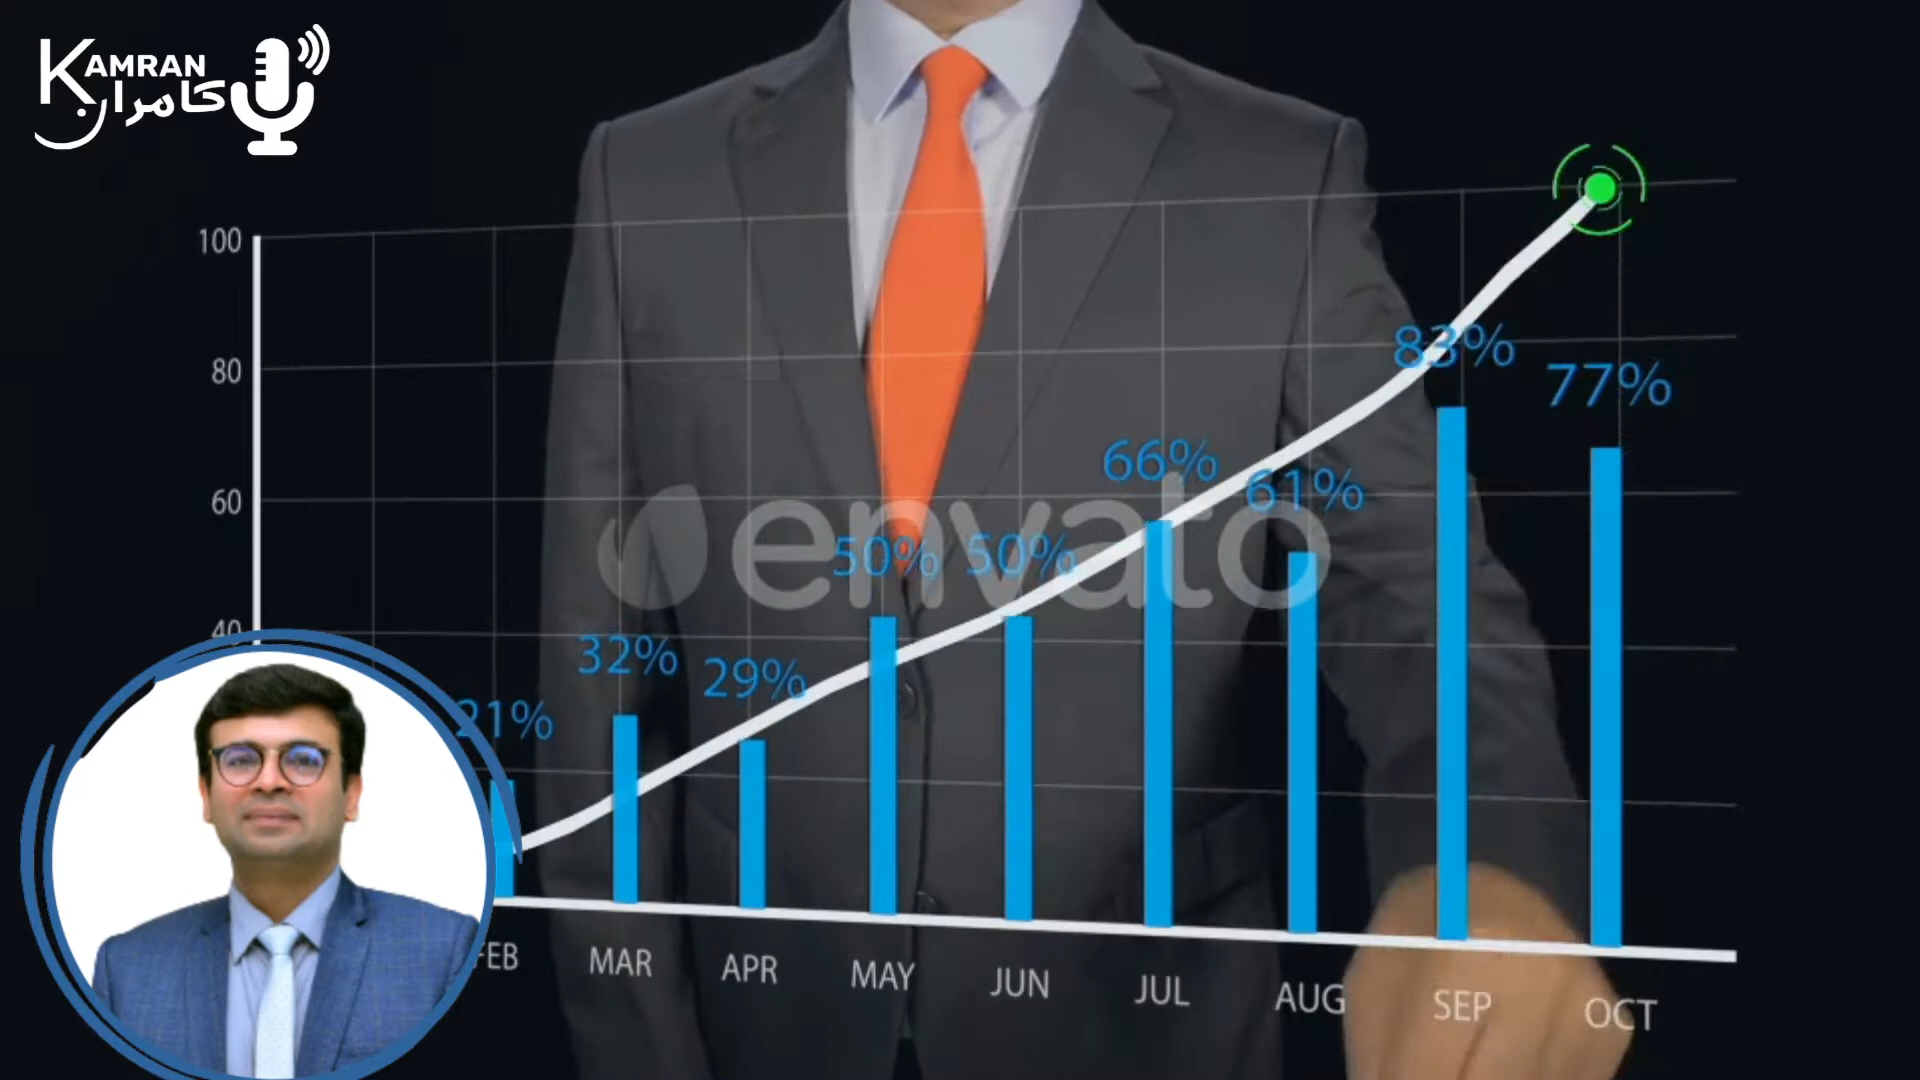 KAMRAN
کامران
100
80
60
40
83%
77%
66%
61%
50%
50%
32%
29%
21%
envato
FEB
MAR
APR
MAY
JUN
JUL
AUG
SEP
OCT